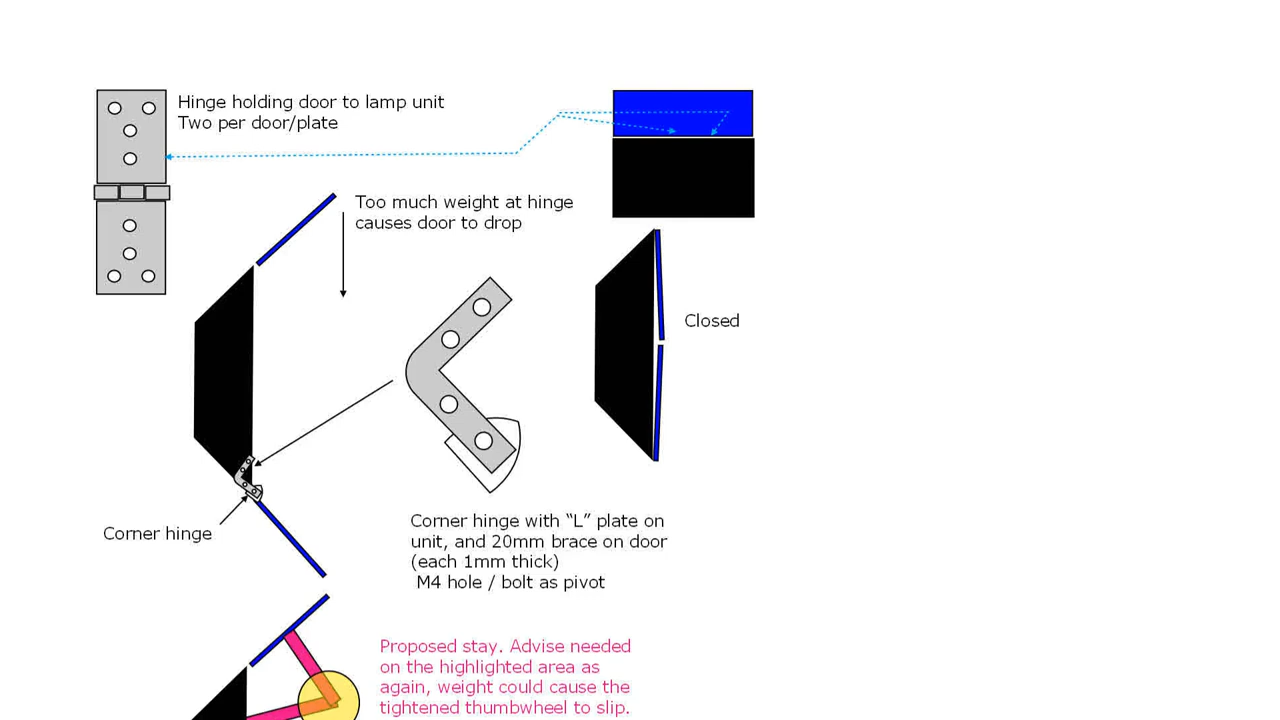 Hinge holding door to lamp unit
Two per door/plate
Too much weight at hinge
causes door to drop
Closed
Corner hinge
Corner hinge with “L” plate on
unit, and 20mm brace on door
(each 1mm thick)
M4 hole / bolt as pivot
Proposed stay. Advise needed
on the highlighted area as
again, weight could cause the
tightened thumbwheel to slip.